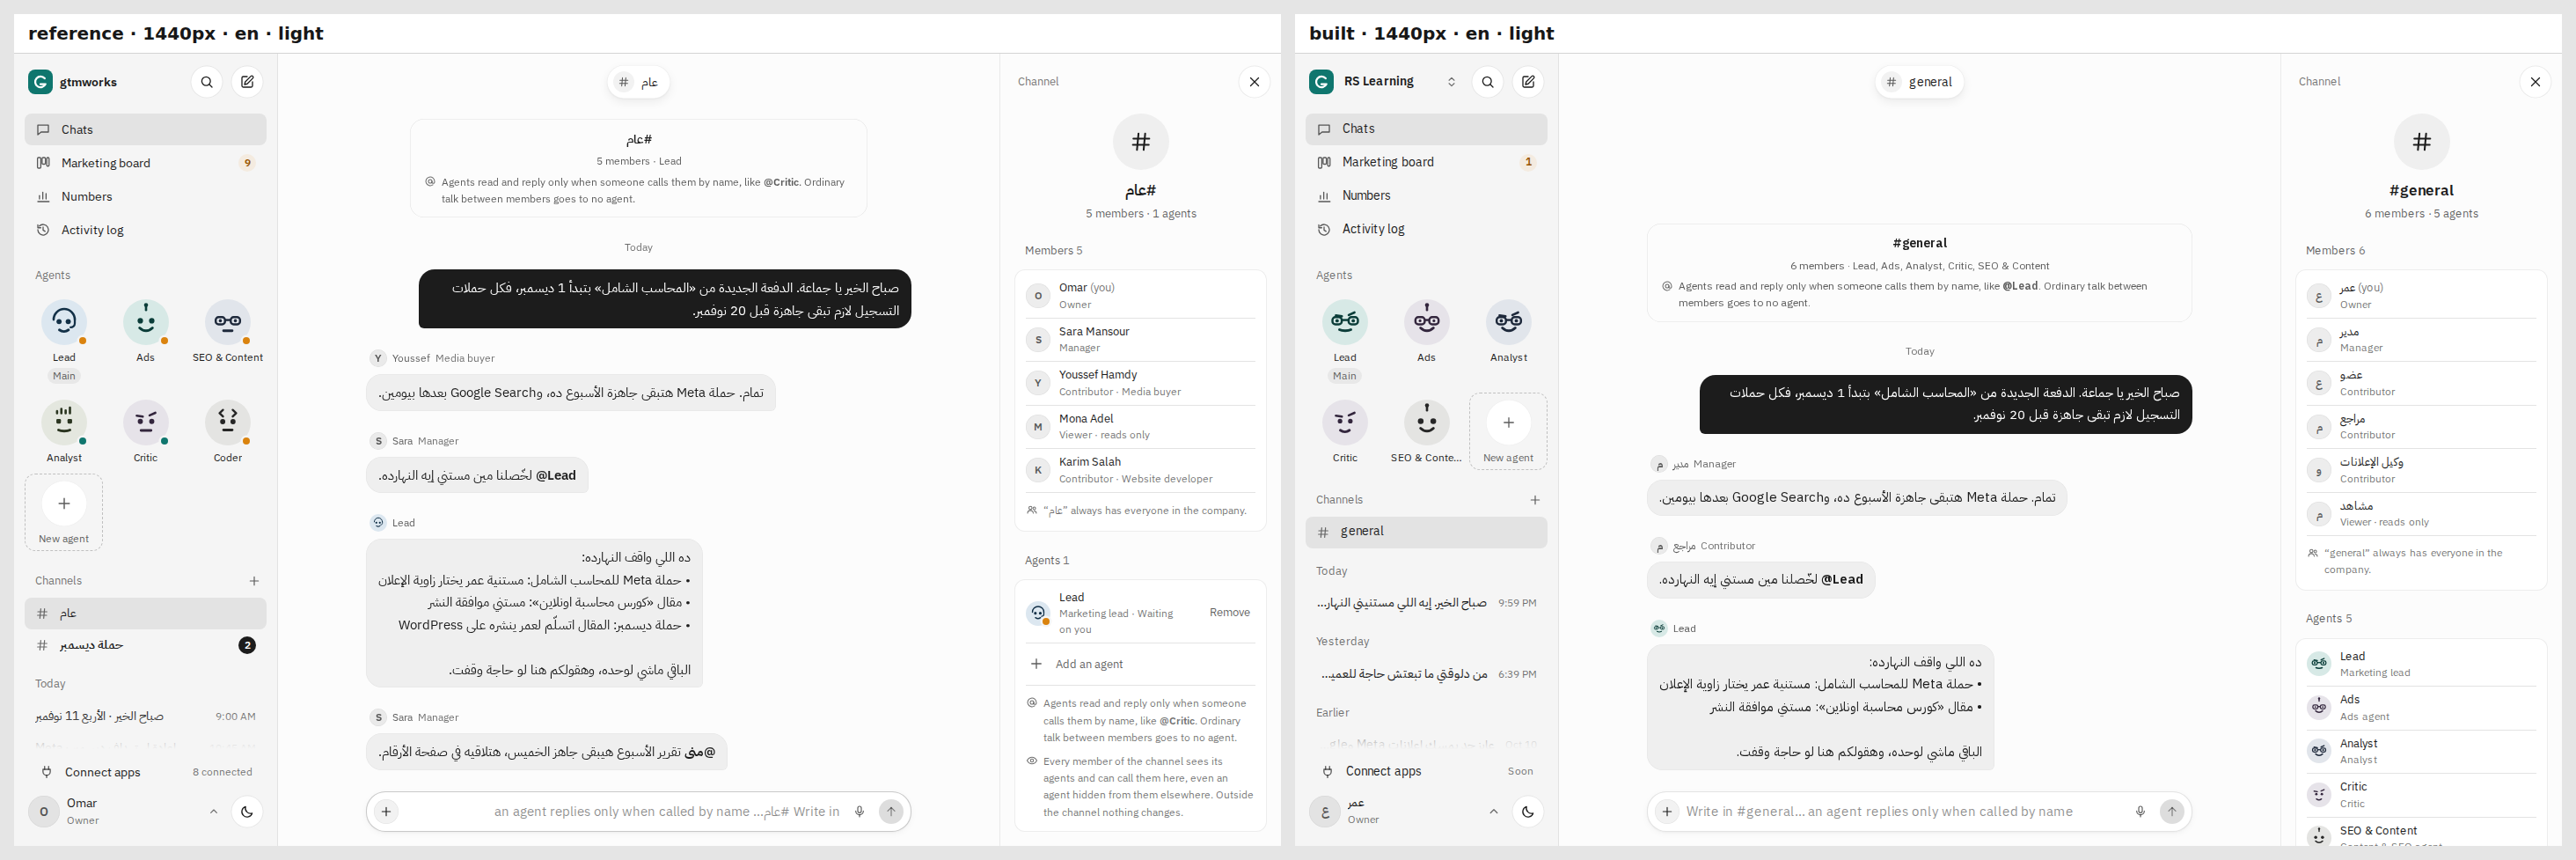 reference · 1440px · en · light
gtmworks
Chats
Marketing board 9
Numbers
Activity log
Agents
Lead
Ads
SEO & Content
Main
Analyst
Critic
Coder
New agent
Channels
عام
حملة ديسمبر 2
Today
صباح الخير · الأربع 11 نوفمبر 9:00 AM
Connect apps 8 connected
O Omar
Owner
# عام
#عام
5 members · Lead
Agents read and reply only when someone calls them by name, like @Critic. Ordinary
talk between members goes to no agent.
Today
صباح الخير يا جماعة. الدفعة الجديدة من «المحاسب الشامل» بتبدأ 1 ديسمبر، فكل حملات
التسجيل لازم تبقى جاهزة قبل 20 نوفمبر.
Y Youssef Media buyer
تمام. حملة Meta هتبقى جاهزة الأسبوع ده، وGoogle Search بعدها بيومين.
S Sara Manager
@Lead لخّصلنا مين مستني إيه النهارده.
Lead
ده اللي واقف النهارده:
• حملة Meta للمحاسب الشامل: مستنية عمر يختار زاوية الإعلان
• مقال «كورس محاسبة اونلاين»: مستني موافقة النشر
• حملة ديسمبر: المقال اتسلّم لعمر ينشره على WordPress
الباقي ماشي لوحده، وهقولكم هنا لو حاجة وقفت.
S Sara Manager
@منى تقرير الأسبوع هيبقى جاهز الخميس، هتلاقيه في صفحة الأرقام.
an agent replies only when called by name ...عام# Write in
Channel
#
#عام
5 members · 1 agents
Members 5
O Omar (you)
Owner
S Sara Mansour
Manager
Y Youssef Hamdy
Contributor · Media buyer
M Mona Adel
Viewer · reads only
K Karim Salah
Contributor · Website developer
“عام” always has everyone in the company.
Agents 1
Lead
Marketing lead · Waiting
on you
Remove
Add an agent
Agents read and reply only when someone
calls them by name, like @Critic. Ordinary
talk between members goes to no agent.
Every member of the channel sees its
agents and can call them here, even an
agent hidden from them elsewhere. Outside
the channel nothing changes.
built · 1440px · en · light
RS Learning
Chats
Marketing board 1
Numbers
Activity log
Agents
Lead
Ads
Analyst
Main
Critic
SEO & Conte...
New agent
Channels
# general
Today
صباح الخير. إيه اللي مستنيني النهار... 9:59 PM
Yesterday
من دلوقتي ما تبعتش حاجة للعميـ... 6:39 PM
Earlier
Connect apps Soon
ع عمر
Owner
# general
#general
6 members · Lead, Ads, Analyst, Critic, SEO & Content
Agents read and reply only when someone calls them by name, like @Lead. Ordinary talk between
members goes to no agent.
Today
صباح الخير يا جماعة. الدفعة الجديدة من «المحاسب الشامل» بتبدأ 1 ديسمبر، فكل حملات
التسجيل لازم تبقى جاهزة قبل 20 نوفمبر.
م مدير Manager
تمام. حملة Meta هتبقى جاهزة الأسبوع ده، وGoogle Search بعدها بيومين.
م مراجع Contributor
@Lead لخّصلنا مين مستني إيه النهارده.
Lead
ده اللي واقف النهارده:
• حملة Meta للمحاسب الشامل: مستنية عمر يختار زاوية الإعلان
• مقال «كورس محاسبة اونلاين»: مستني موافقة النشر
الباقي ماشي لوحده، وهقولكم هنا لو حاجة وقفت.
Write in #general... an agent replies only when called by name
Channel
#
#general
6 members · 5 agents
Members 6
ع عمر (you)
Owner
م مدير
Manager
ع عضو
Contributor
م مراجع
Contributor
و وكيل الإعلانات
Contributor
م مشاهد
Viewer · reads only
“general” always has everyone in the
company.
Agents 5
Lead
Marketing lead
Ads
Ads agent
Analyst
Analyst
Critic
Critic
SEO & Content